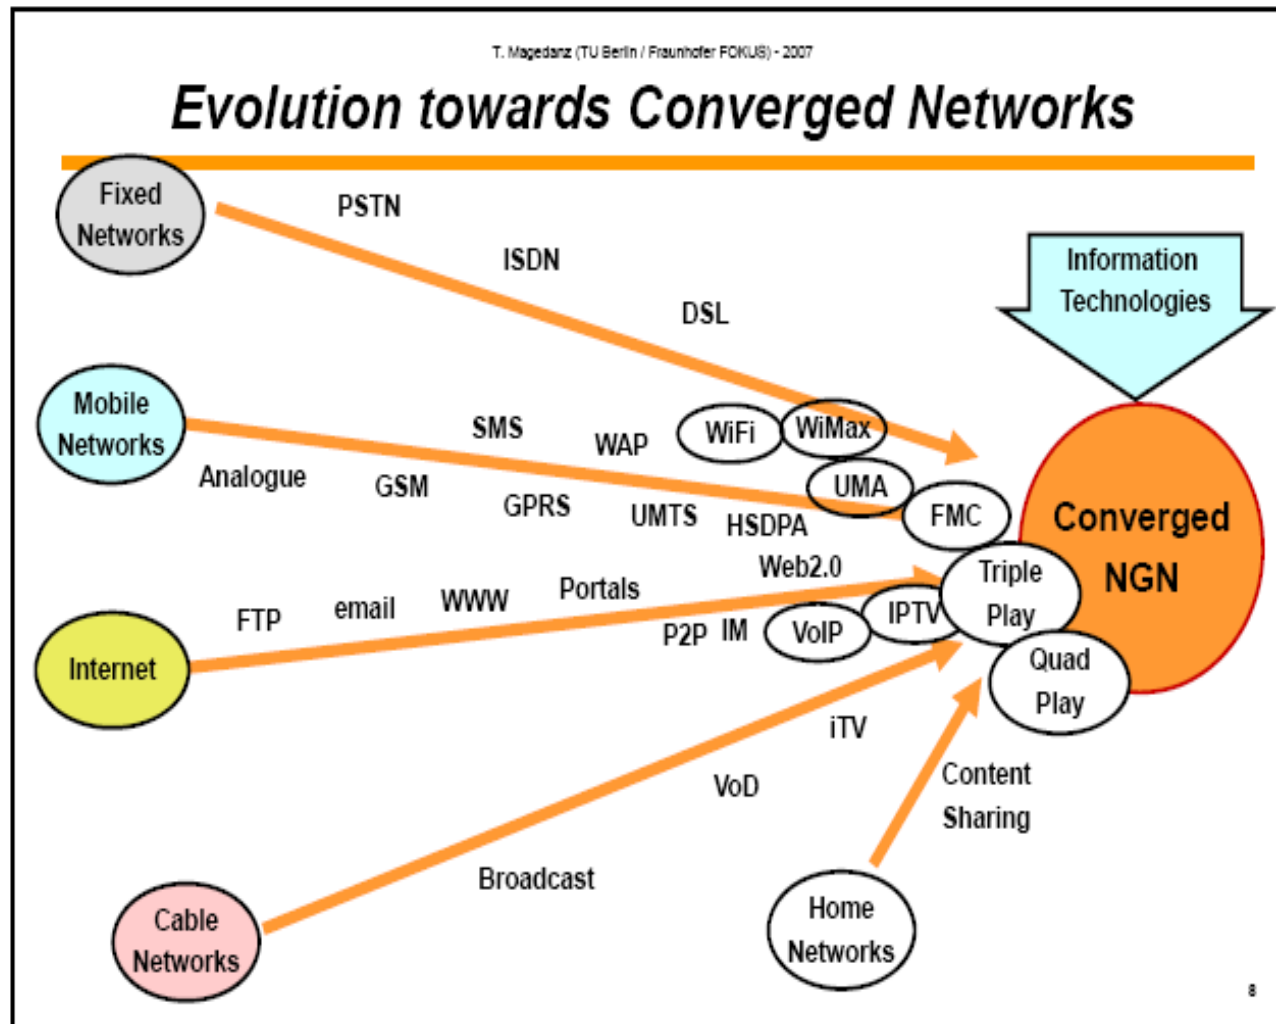 T. Magedanz (TU Berlin / Fraunhofer FOKUS) - 2007
Evolution towards Converged Networks
Fixed
Networks
PSTN
ISDN
DSL
Information
Technologies
Mobile
Networks
Analogue
SMS
GSM
WAP
GPRS
UMTS
HSDPA
WiFi
WiMax
UMA
FMC
Converged
NGN
Internet
FTP
email
WWW
Portals
Web2.0
P2P
IM
VoIP
IPTV
Triple
Play
Quad
Play
iTV
VoD
Broadcast
Content
Sharing
Cable
Networks
Home
Networks
8